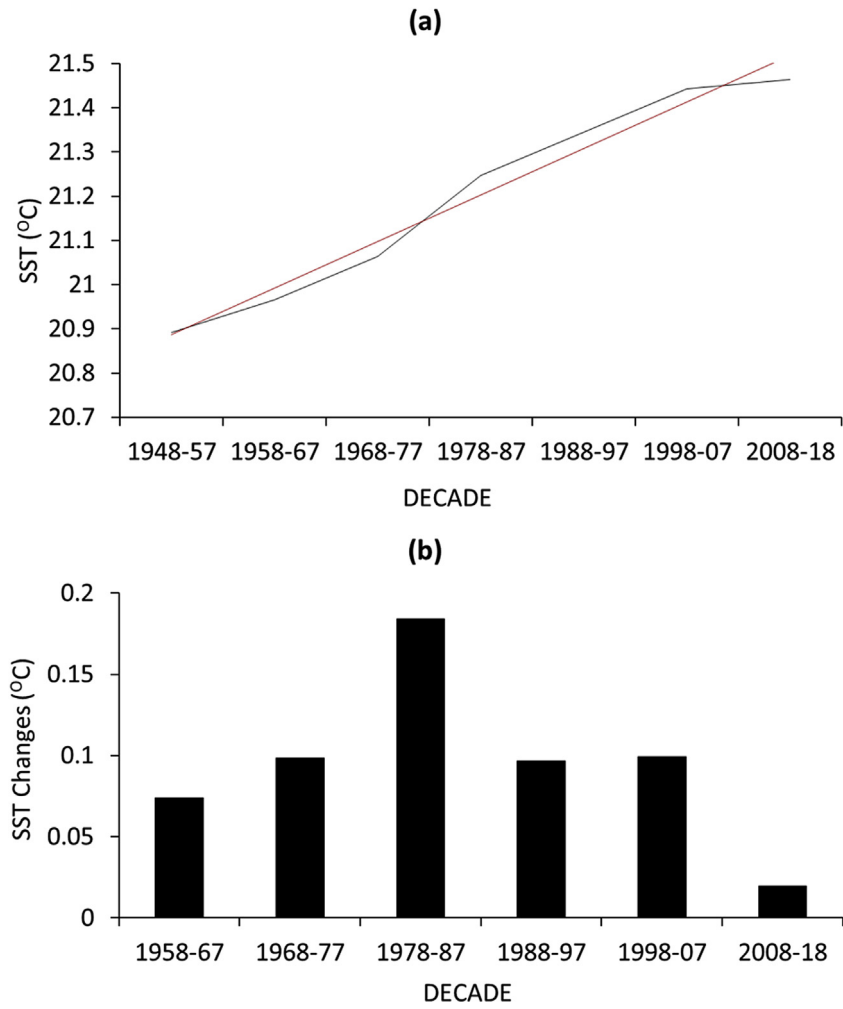 (a)
21.5
21.4
21.3
21.2
21.1
21
20.9
20.8
20.7
SST (OC)
1948-57 1958-67 1968-77 1978-87 1988-97 1998-07 2008-18
DECADE
(b)
0.2
0.15
0.1
0.05
0
SST Changes (OC)
1958-67 1968-77 1978-87 1988-97 1998-07 2008-18
DECADE